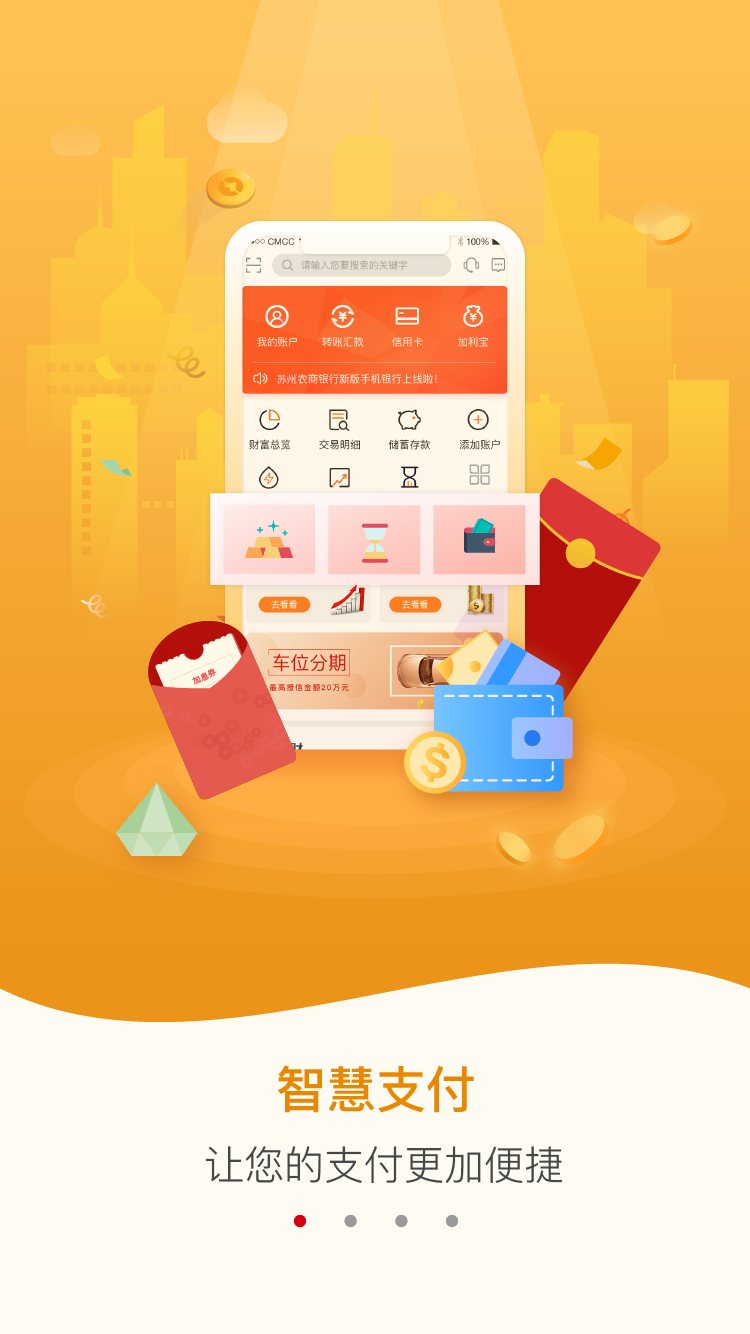 CMCC
100%
请输入您要搜索的关键字
我的账户 转账汇款 信用卡 加利宝
苏州农商银行新版手机银行上线啦！
财富总览 交易明细 储蓄存款 添加账户
去看看 去看看
加息券
车位分期
最高授信金额20万元
智慧支付
让您的支付更加便捷